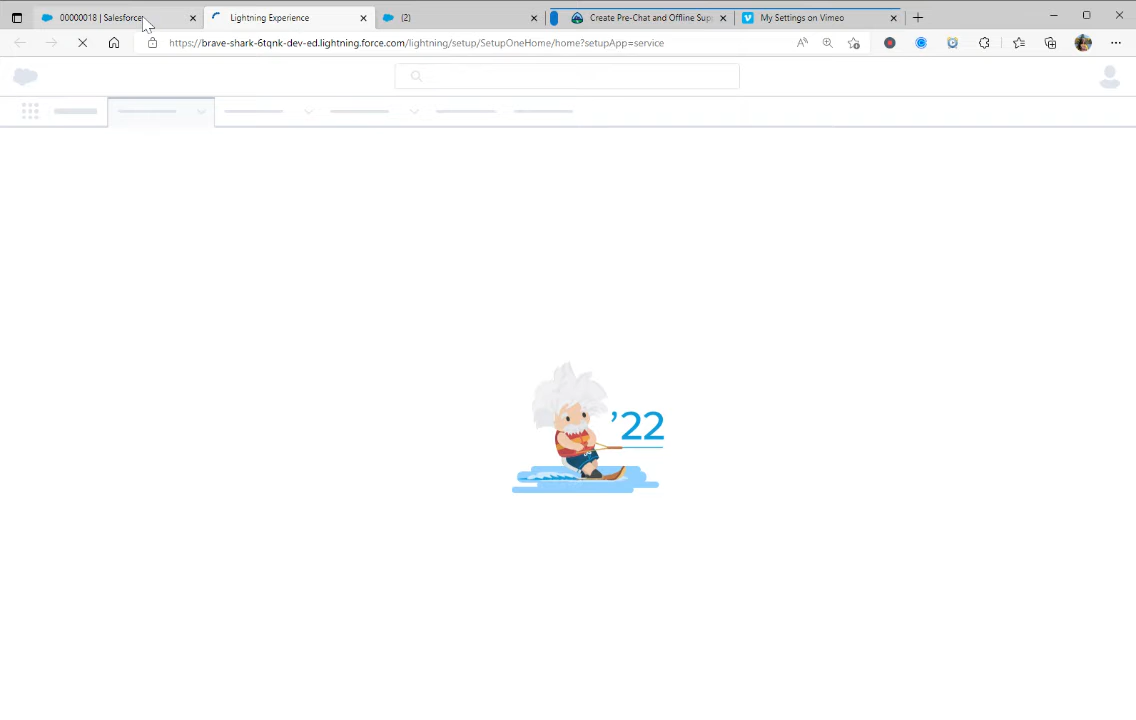 00000018 | Salesforce
Lightning Experience
(2)
Create Pre-Chat and Offline Sup
My Settings on Vimeo
https://brave-shark-6tqnk-dev-ed.lightning.force.com/lightning/setup/SetupOneHome/home?setupApp=service
'22